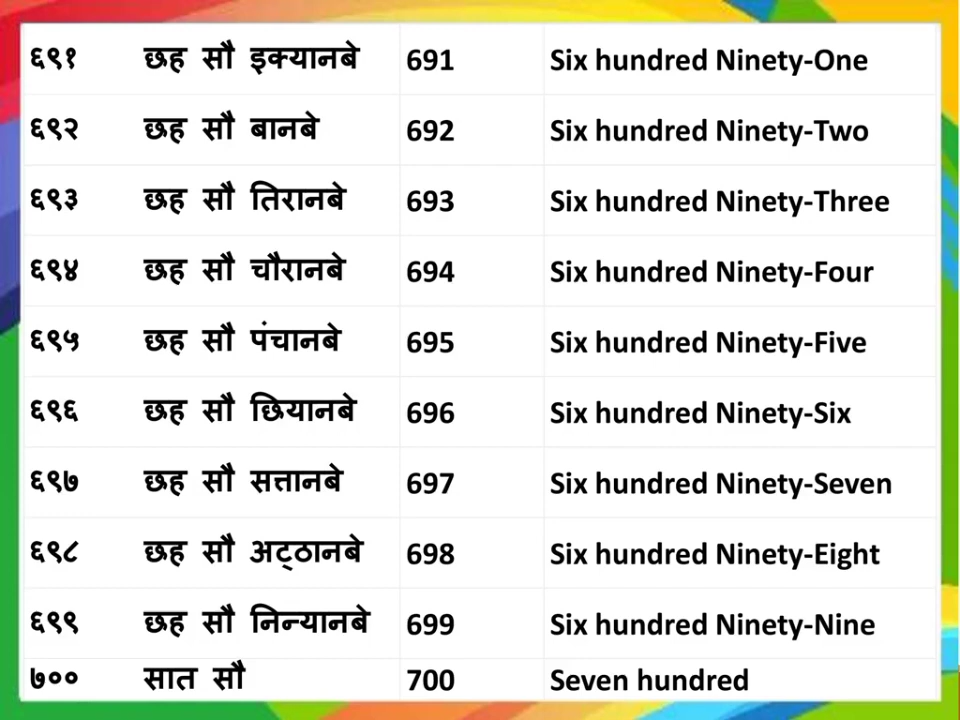 ६९१ छह सौ इक्यानबे 691 Six hundred Ninety-One
६९२ छह सौ बानबे 692 Six hundred Ninety-Two
६९३ छह सौ तिरानबे 693 Six hundred Ninety-Three
६९४ छह सौ चौरानबे 694 Six hundred Ninety-Four
६९५ छह सौ पंचानबे 695 Six hundred Ninety-Five
६९६ छह सौ छियानबे 696 Six hundred Ninety-Six
६९७ छह सौ सत्तानबे 697 Six hundred Ninety-Seven
६९८ छह सौ अट्ठानबे 698 Six hundred Ninety-Eight
६९९ छह सौ निन्यानबे 699 Six hundred Ninety-Nine
७०० सात सौ 700 Seven hundred